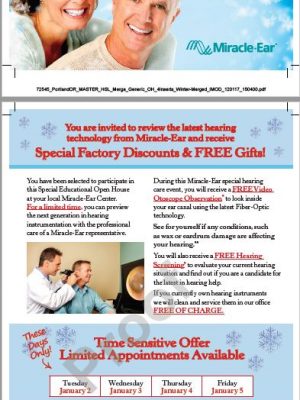 Miracle-Ear®
72545_PortlandOR_MASTER_HSL_Merge_Generic_OH_4Inserts_Winter-Merged_IMOD_120117_150400.pdf
You are invited to review the latest hearing
technology from Miracle-Ear and receive
Special Factory Discounts & FREE Gifts!
You have been selected to participate in
this Special Educational Open House
at your local Miracle-Ear Center.
For a limited time, you can preview
the next generation in hearing
instrumentation with the professional
care of a Miracle-Ear representative.
During this Miracle-Ear special hearing
care event, you will receive a FREE Video
Otoscope Observation* to look inside
your ear canal using the latest Fiber-Optic
technology.
See for yourself if any conditions, such
as wax or eardrum damage are affecting
your hearing.**
You will also receive a FREE Hearing
Screening* to evaluate your current hearing
situation and find out if you are a candidate for
the latest in hearing help.
If you currently own hearing instruments
we will clean and service them in our office
FREE OF CHARGE.
These
Days
Only!
Time Sensitive Offer
Limited Appointments Available
Tuesday
January 2
Wednesday
January 3
Thursday
January 4
Friday
January 5
Proof